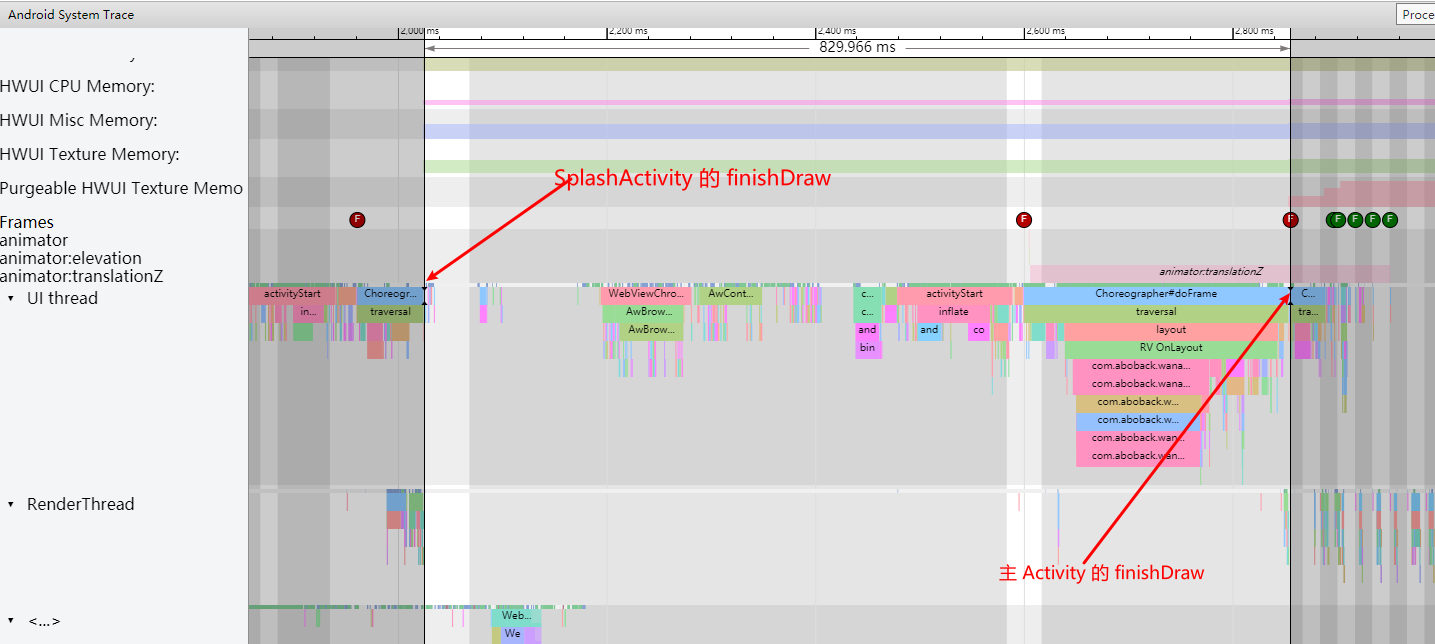 Android System Trace
Proce
2,000 ms
2,200 ms
2,400 ms
2,600 ms
2,800 ms
829.966 ms
HWUI CPU Memory:
HWUI Misc Memory:
HWUI Texture Memory:
Purgeable HWUI Texture Memo
SplashActivity 的 finishDraw
Frames
F F F F F F F
animator
animator:elevation
animator:translationZ
animator:translationZ
UI thread
activityStart Choreogr... WebViewChro... AwCont... c... activityStart Choreographer#doFrame C...
in... traversal AwBrow... c... inflate traversal tra...
AwBrow... and and co layout
bin RV OnLayout
com.aboback.wana...
com.aboback.wana...
com.aboback.w...
com.aboback.w...
com.aboback.wan...
com.aboback.wan...
RenderThread
主 Activity 的 finishDraw
<...>
Web...
We